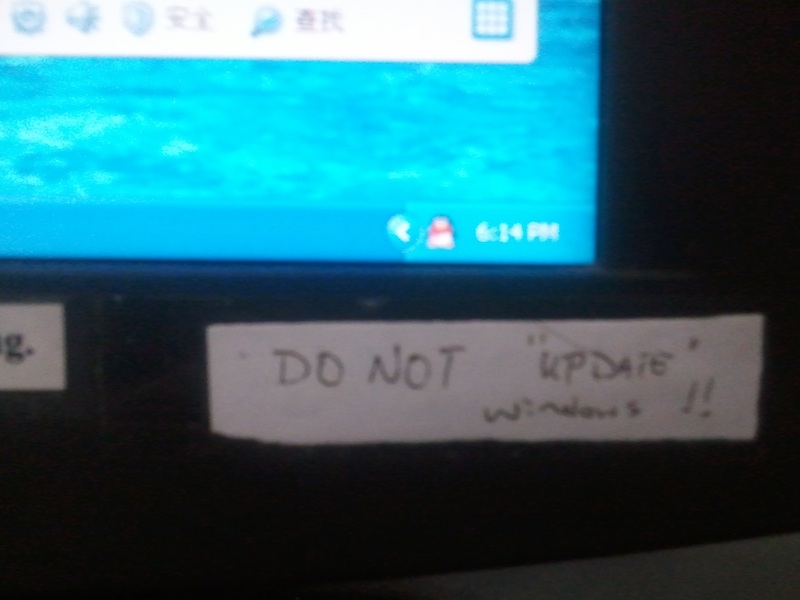 安全 查找
6:14 PM
g.
DO NOT "UPDATE"
windows !!